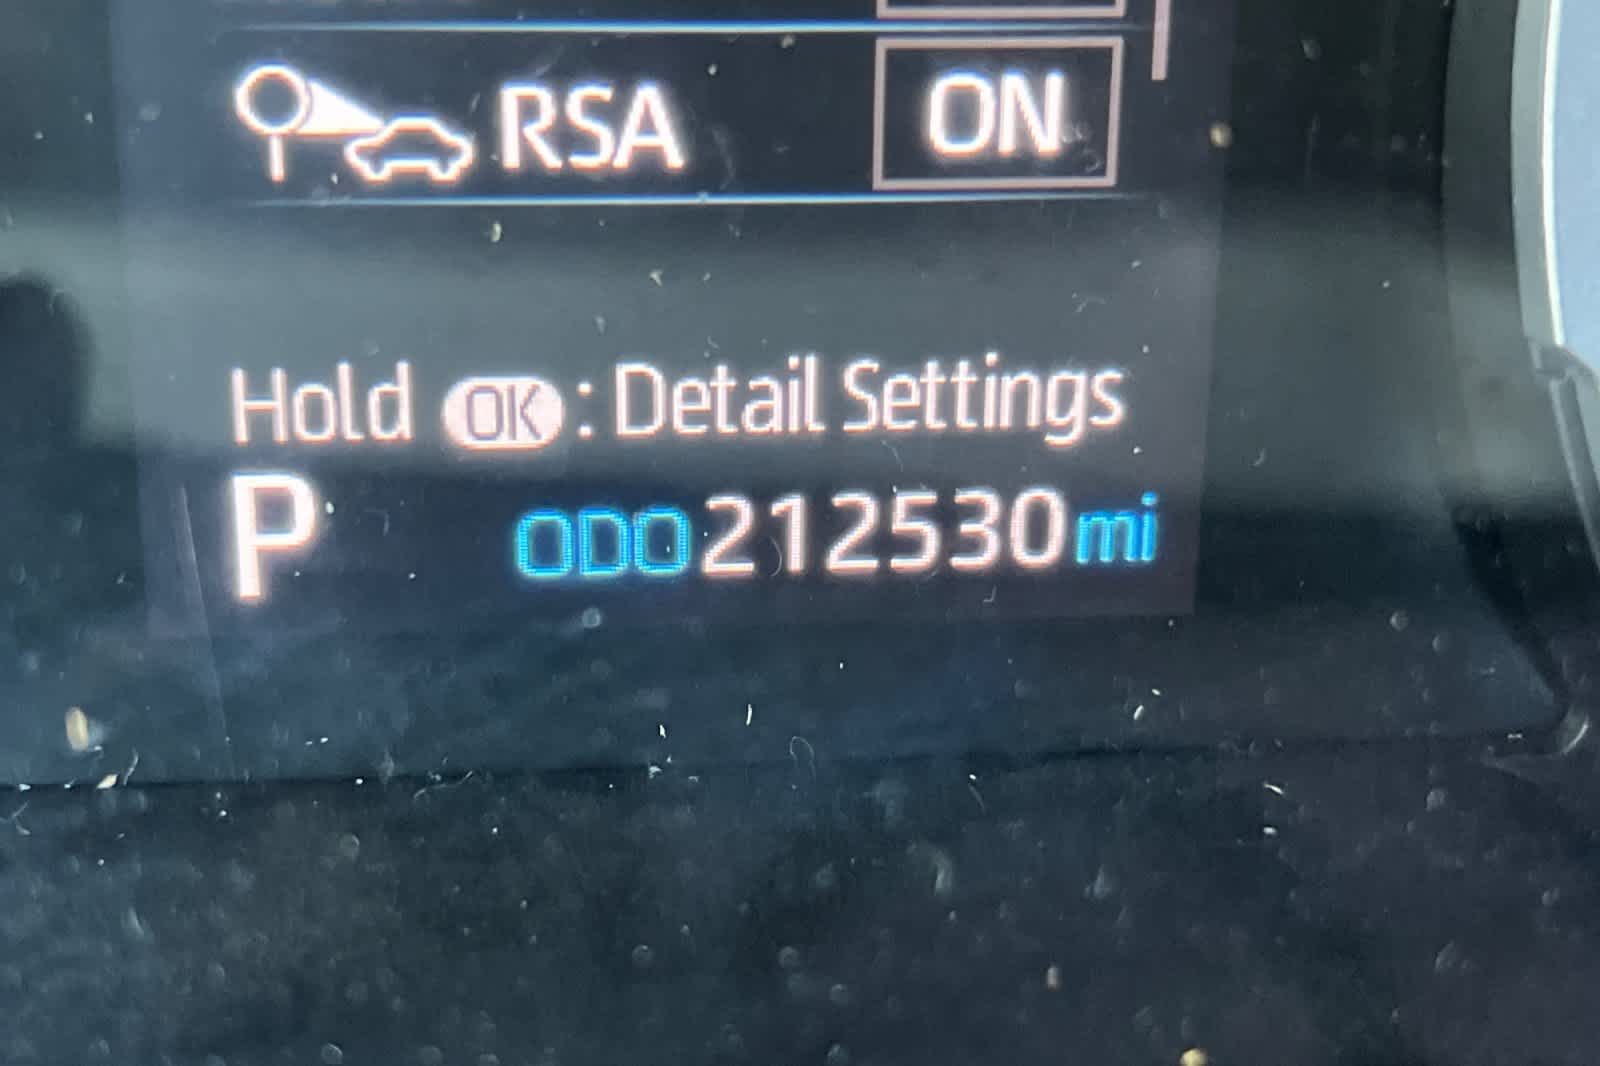 RSA ON
Hold OK : Detail Settings
P ODO 212530 mi